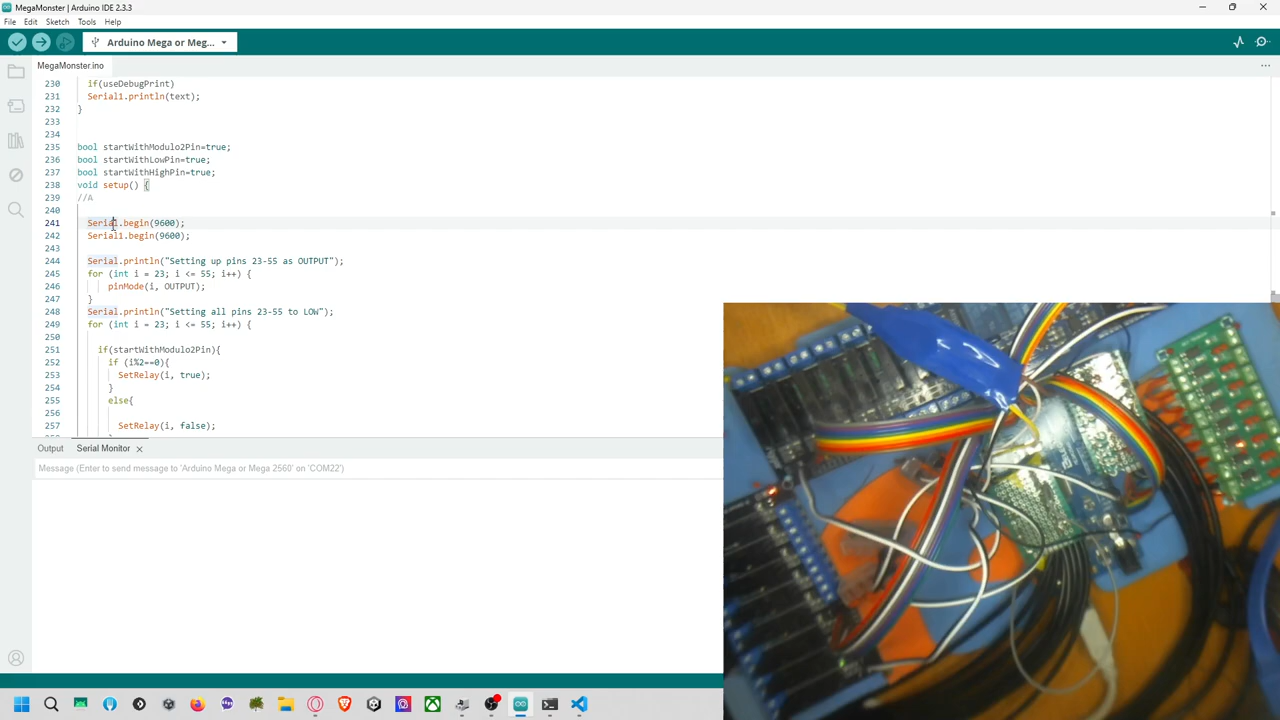 MegaMonster | Arduino IDE 2.3.3
File Edit Sketch Tools Help
Arduino Mega or Meg...
MegaMonster.ino
230 if(useDebugPrint)
231 Serial1.println(text);
232 }
233
234
235 bool startWithModulo2Pin=true;
236 bool startWithLowPin=true;
237 bool startWithHighPin=true;
238 void setup() {
239 //A
240
241 Serial.begin(9600);
242 Serial1.begin(9600);
243
244 Serial.println("Setting up pins 23-55 as OUTPUT");
245 for (int i = 23; i <= 55; i++) {
246 pinMode(i, OUTPUT);
247 }
248 Serial.println("Setting all pins 23-55 to LOW");
249 for (int i = 23; i <= 55; i++) {
250
251 if(startWithModulo2Pin){
252 if (i%2==0){
253 SetRelay(i, true);
254 }
255 else{
256
257 SetRelay(i, false);
Output Serial Monitor
Message (Enter to send message to 'Arduino Mega or Mega 2560' on 'COM22')